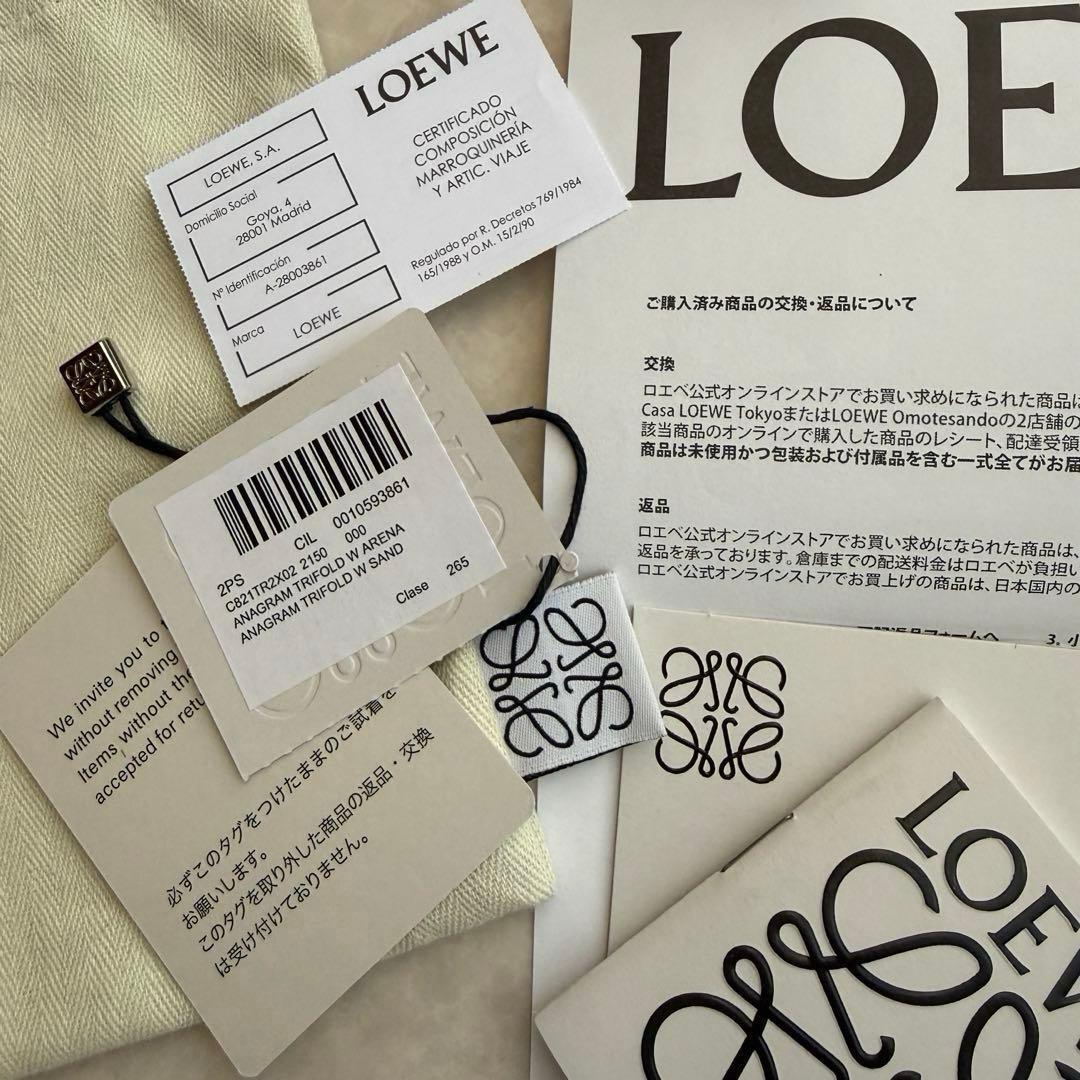 LOEWE
CERTIFICADO
COMPOSICIÓN
MARROQUINERÍA
Y ARTIC. VIAJE
Regulado por R. Decretos 769/1984
165/1988 y O.M. 15/2/90
LOEWE, S.A.
Domicilio Social
Goya, 4
28001 Madrid
Nº Identificación
A-28003861
Marca
LOEWE
LOE
ご購入済み商品の交換・返品について
交換
ロエベ公式オンラインストアでお買い求めになられた商品は
Casa LOEWE TokyoまたはLOEWE Omotesandoの2店舗の
該当商品のオンラインで購入した商品のレシート、配達受領
商品は未使用かつ包装および付属品を含む一式全てがお届
返品
ロエベ公式オンラインストアでお買い求めになられた商品は、
返品を承っております。倉庫までの配送料金はロエベが負担い
ロエベ公式オンラインストアでお買上げの商品は、日本国内の
3. 小
2PS CIL 0010593861
C821TR2X02 2150 000
ANAGRAM TRIFOLD W ARENA
ANAGRAM TRIFOLD W SAND
Clase 265
We invite you to
without removing
Items without the
accepted for retu
必ずこのタグをつけたままのご試着を
お願いします。
このタグを取り外した商品の返品・交換
は受け付けておりません。
LOEW